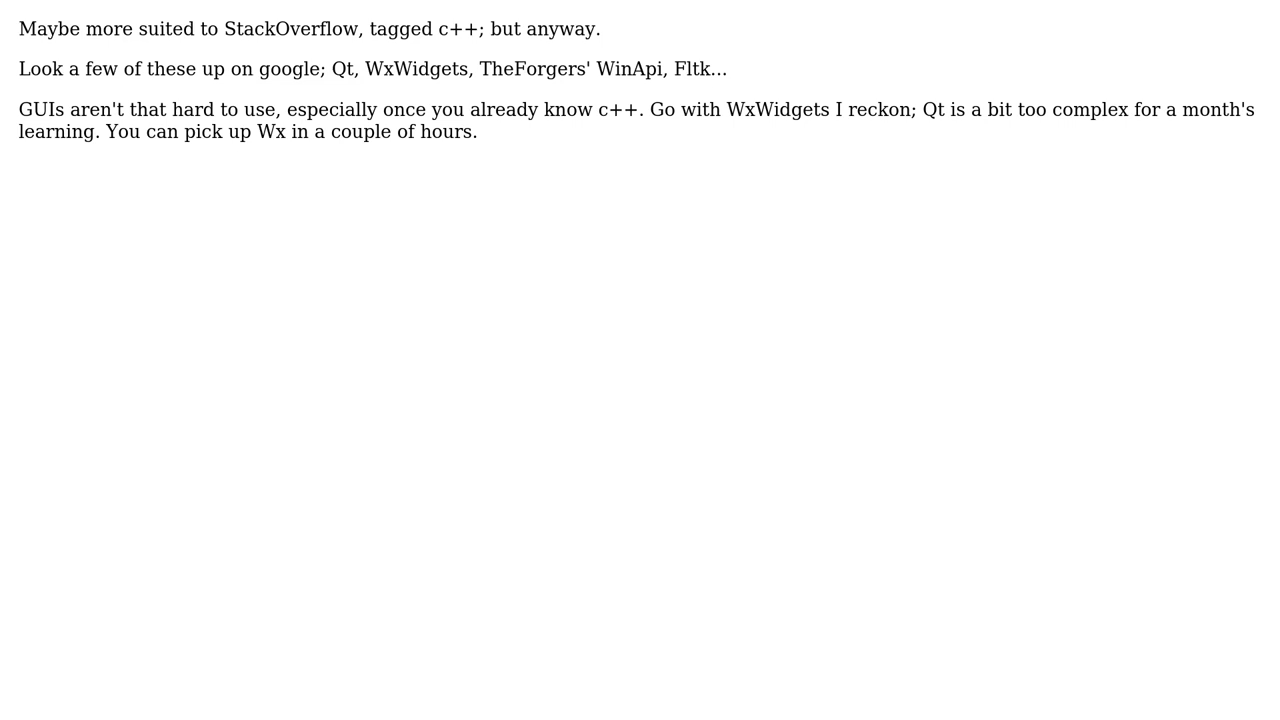 Maybe more suited to StackOverflow, tagged c++; but anyway.
Look a few of these up on google; Qt, WxWidgets, TheForgers' WinApi, Fltk...
GUIs aren't that hard to use, especially once you already know c++. Go with WxWidgets I reckon; Qt is a bit too complex for a month's
learning. You can pick up Wx in a couple of hours.